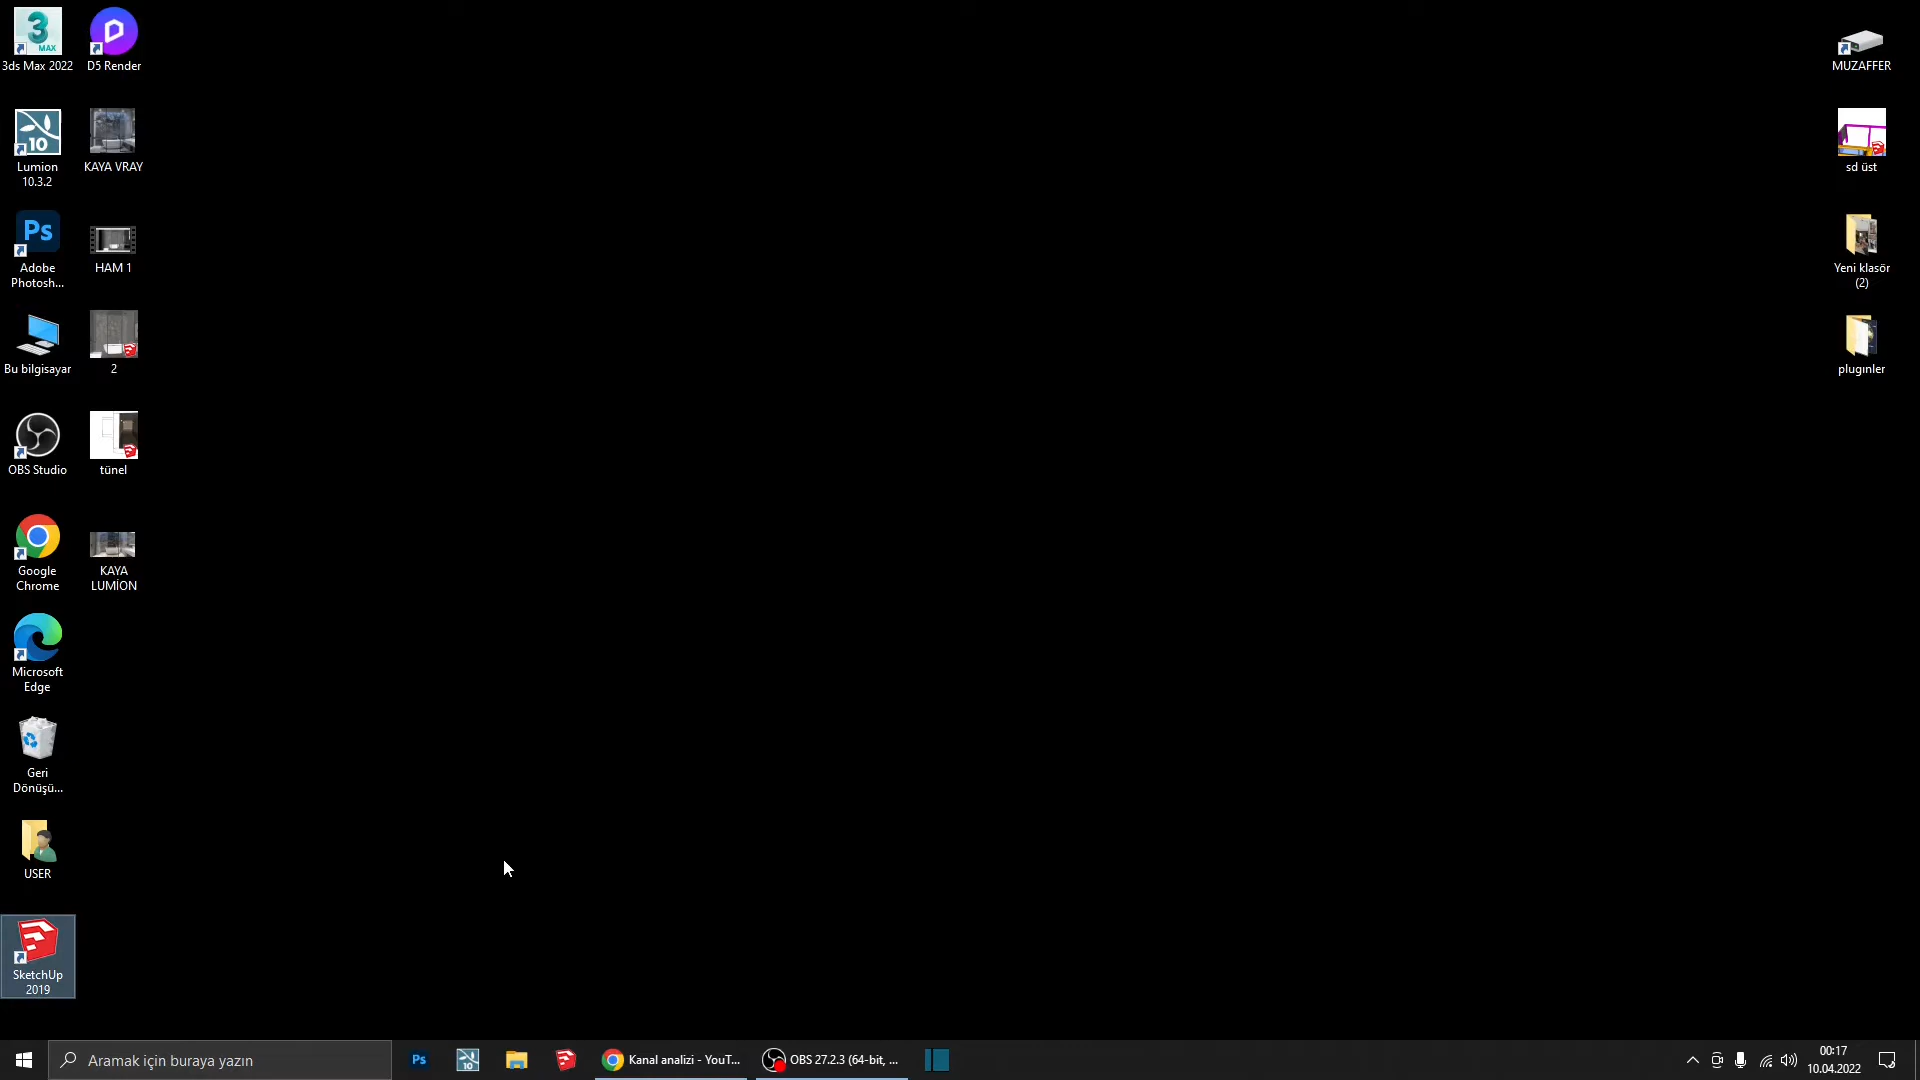 3ds Max 2022
D5 Render
Lumion
10.3.2
KAYA VRAY
Adobe
Photosh...
HAM 1
Bu bilgisayar
2
OBS Studio
tünel
Google
Chrome
KAYA
LUMİON
Microsoft
Edge
Geri
Dönüşü...
USER
SketchUp
2019
MUZAFFER
sd üst
Yeni klasör
(2)
plugınler
Aramak için buraya yazın
Ps
10
Kanal analizi - YouT...
OBS 27.2.3 (64-bit, ...
00:17
10.04.2022